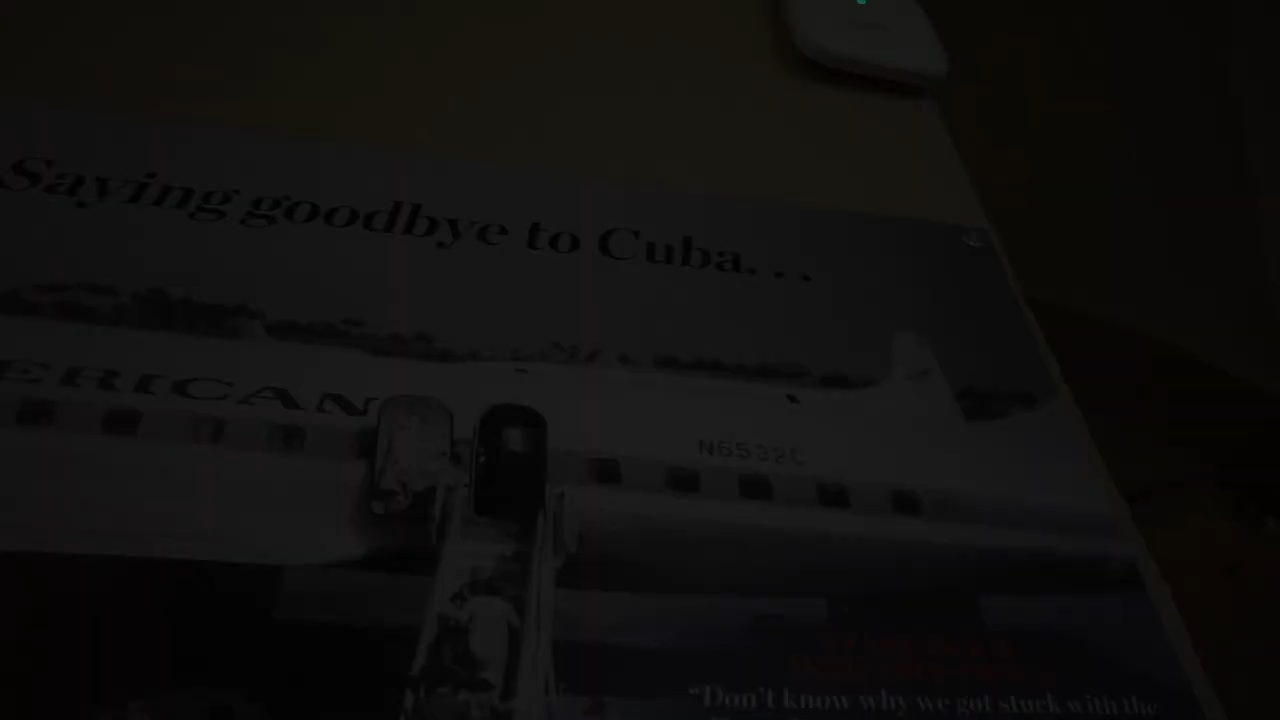 Saying goodbye to Cuba...
ERICAN
N6532C
"Don't know why we got stuck with the